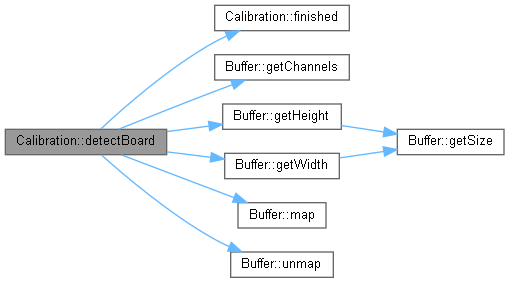 Calibration::finished
Buffer::getChannels
Buffer::getHeight
Calibration::detectBoard
Buffer::getSize
Buffer::getWidth
Buffer::map
Buffer::unmap